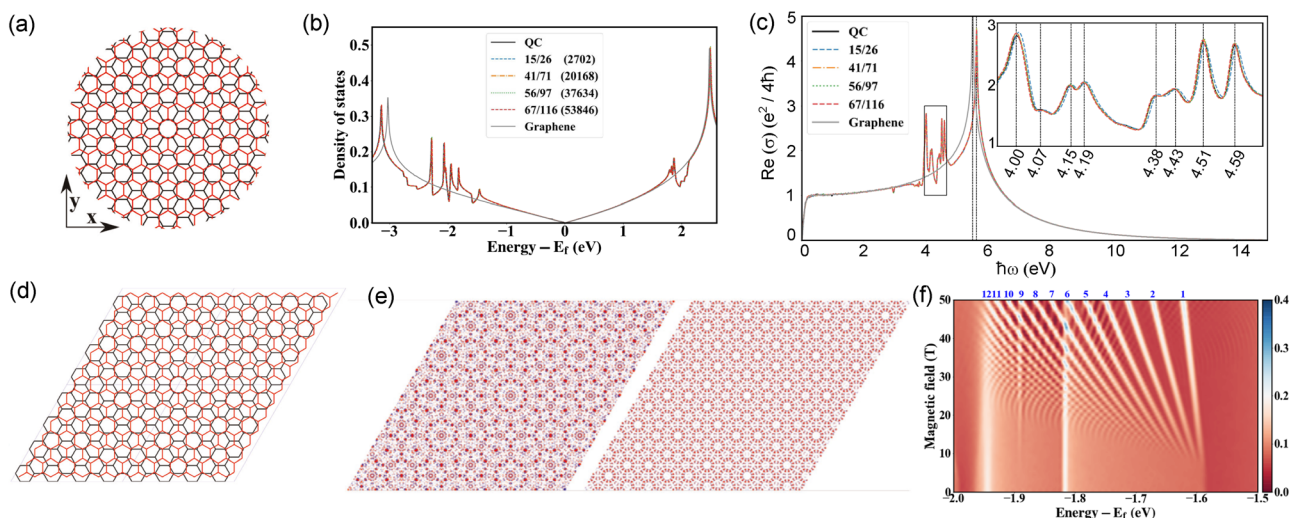 (a)
y
x
(b)
Density of states
0.5
0.4
0.3
0.2
0.1
0.0
QC
15/26 (2702)
41/71 (20168)
56/97 (37634)
67/116 (53846)
Graphene
−3 −2 −1 0 1 2
Energy − Ef (eV)
(c)
Re (σ) (e² / 4ħ)
5
4
3
2
1
0
QC
15/26
41/71
56/97
67/116
Graphene
3
2
1
4.00 4.07 4.15 4.19 4.38 4.43 4.51 4.59
0 2 4 6 8 10 12 14
ħω (eV)
(d)
(e)
(f)
12 11 10 9 8 7 6 5 4 3 2 1
Magnetic field (T)
50
40
30
20
10
0
−2.0 −1.9 −1.8 −1.7 −1.6 −1.5
Energy − Ef (eV)
0.4
0.3
0.2
0.1
0.0